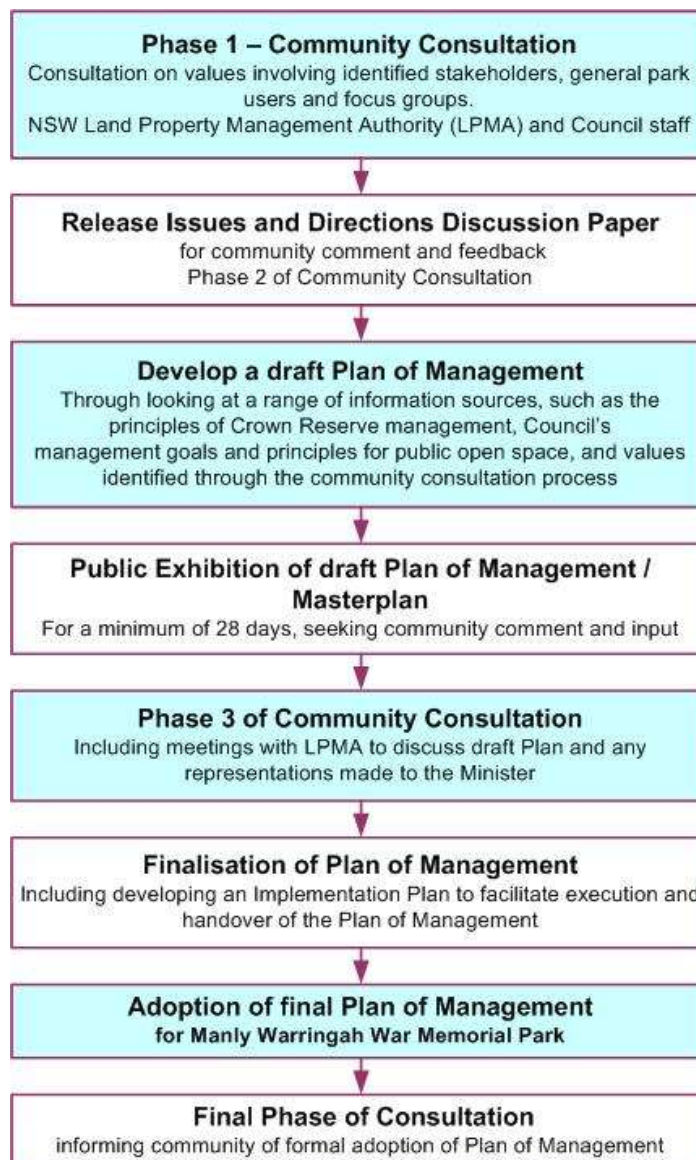 Phase 1 – Community Consultation
Consultation on values involving identified stakeholders, general park
users and focus groups.
NSW Land Property Management Authority (LPMA) and Council staff
Release Issues and Directions Discussion Paper
for community comment and feedback
Phase 2 of Community Consultation
Develop a draft Plan of Management
Through looking at a range of information sources, such as the
principles of Crown Reserve management, Council's
management goals and principles for public open space, and values
identified through the community consultation process
Public Exhibition of draft Plan of Management /
Masterplan
For a minimum of 28 days, seeking community comment and input
Phase 3 of Community Consultation
Including meetings with LPMA to discuss draft Plan and any
representations made to the Minister
Finalisation of Plan of Management
Including developing an Implementation Plan to facilitate execution and
handover of the Plan of Management
Adoption of final Plan of Management
for Manly Warringah War Memorial Park
Final Phase of Consultation
informing community of formal adoption of Plan of Management